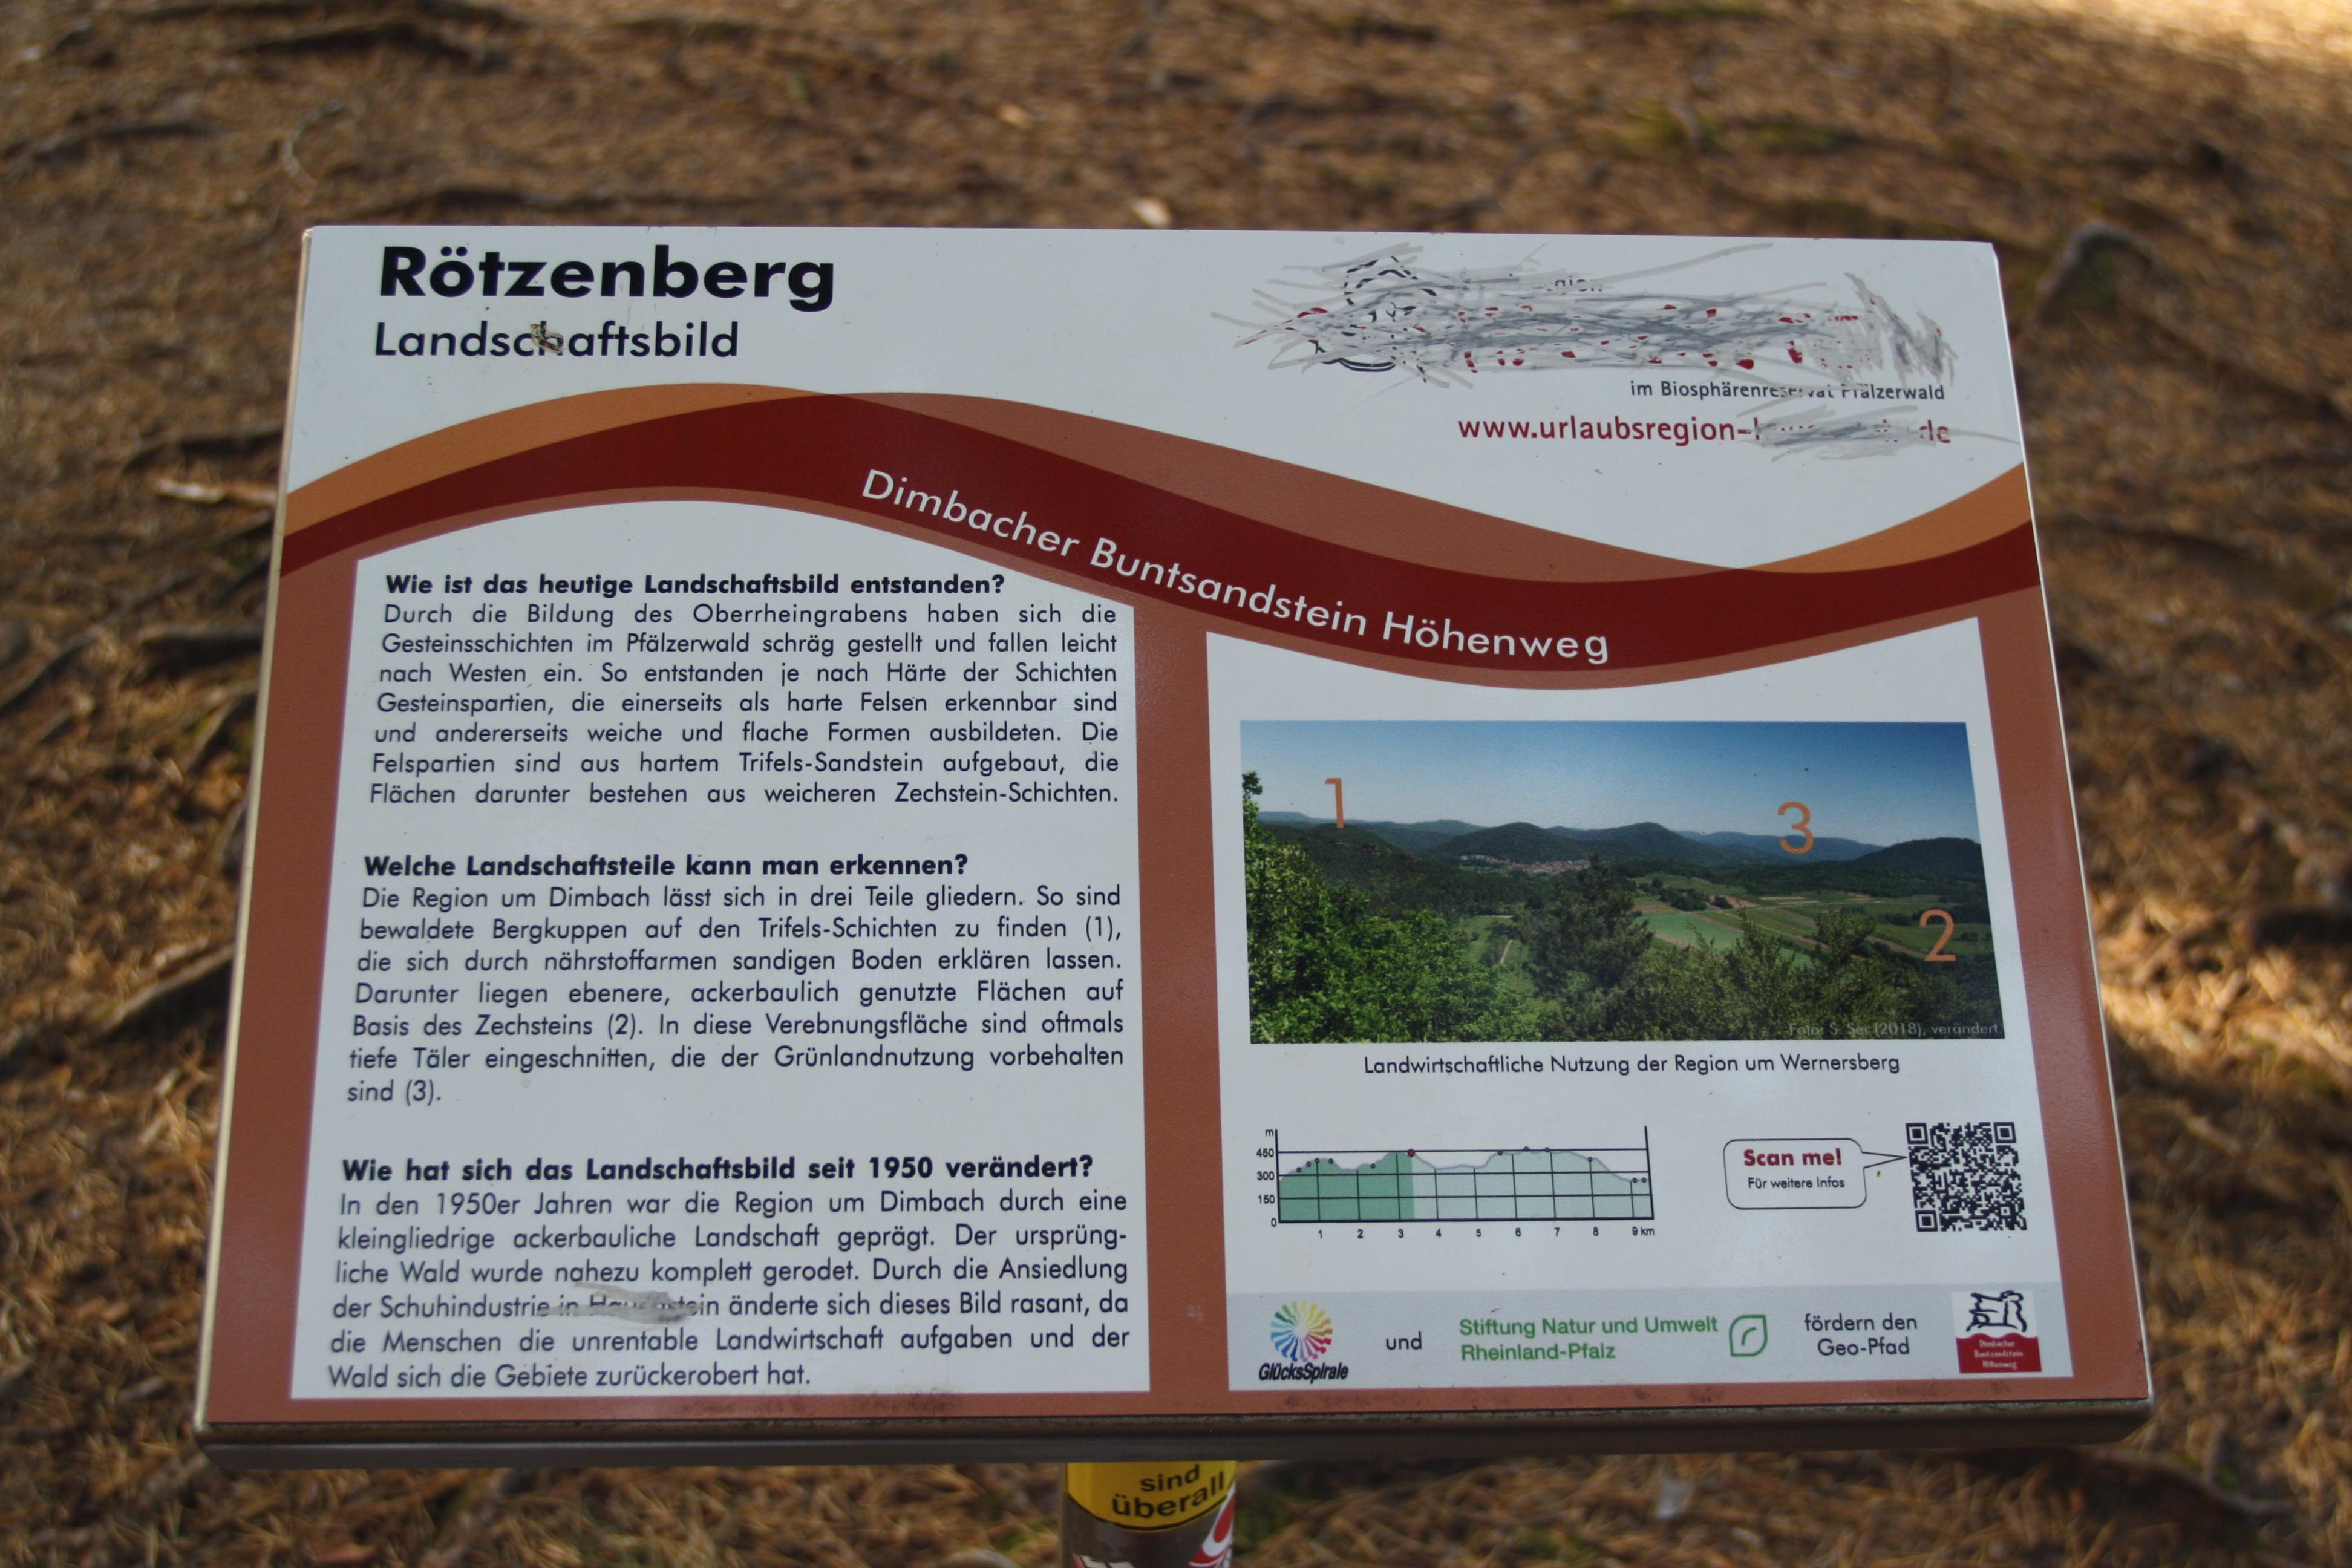 Rötzenberg
Landschaftsbild
im Biosphärenreservat Pfälzerwald
www.urlaubsregion-
Dimbacher Buntsandstein Höhenweg
Wie ist das heutige Landschaftsbild entstanden?
Durch die Bildung des Oberrheingrabens haben sich die
Gesteinsschichten im Pfälzerwald schräg gestellt und fallen leicht
nach Westen ein. So entstanden je nach Härte der Schichten
Gesteinspartien, die einerseits als harte Felsen erkennbar sind
und andererseits weiche und flache Formen ausbildeten. Die
Felspartien sind aus hartem Trifels-Sandstein aufgebaut, die
Flächen darunter bestehen aus weicheren Zechstein-Schichten.
Welche Landschaftsteile kann man erkennen?
Die Region um Dimbach lässt sich in drei Teile gliedern. So sind
bewaldete Bergkuppen auf den Trifels-Schichten zu finden (1),
die sich durch nährstoffarmen sandigen Boden erklären lassen.
Darunter liegen ebenere, ackerbaulich genutzte Flächen auf
Basis des Zechsteins (2). In diese Verebnungsfläche sind oftmals
tiefe Täler eingeschnitten, die der Grünlandnutzung vorbehalten
sind (3).
Wie hat sich das Landschaftsbild seit 1950 verändert?
In den 1950er Jahren war die Region um Dimbach durch eine
kleingliedrige ackerbauliche Landschaft geprägt. Der ursprüng-
liche Wald wurde nahezu komplett gerodet. Durch die Ansiedlung
der Schuhindustrie in änderte sich dieses Bild rasant, da
die Menschen die unrentable Landwirtschaft aufgaben und der
Wald sich die Gebiete zurückerobert hat.
1
3
2
Foto: S. Ser (2018), verändert.
Landwirtschaftliche Nutzung der Region um Wernersberg
m
450
300
150
0
1 2 3 4 5 6 7 8 9 km
Scan me!
Für weitere Infos
GlücksSpirale
und
Stiftung Natur und Umwelt
Rheinland-Pfalz
fördern den
Geo-Pfad
Dimbacher
Buntsandstein
Höhenweg
sind
überall